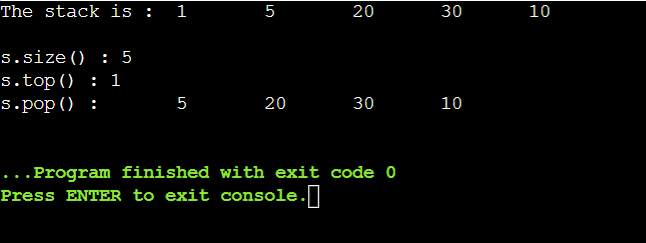 The stack is :  1       5       20      30      10

s.size() : 5
s.top() : 1
s.pop() :       5       20      30      10


...Program finished with exit code 0
Press ENTER to exit console.